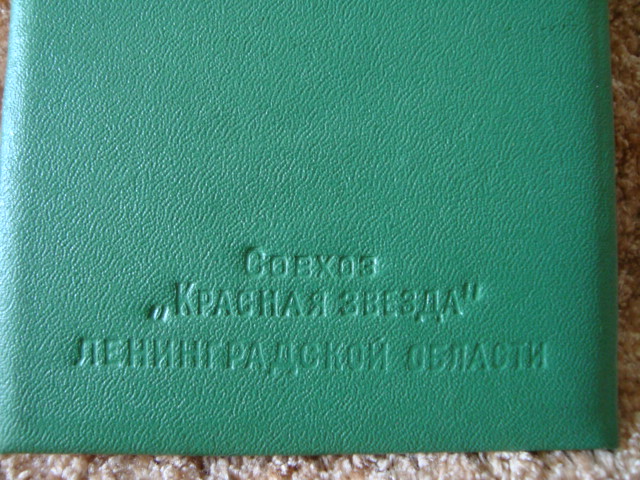 Совхоз
„Красная звезда"
Ленинградской области